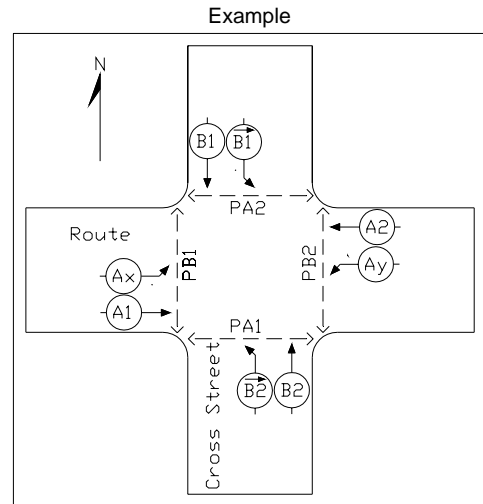 Example
N
B1
B1
PA2
Route
A2
PB1
PB2
Ax
Ay
A1
PA1
B2
B2
Cross Street